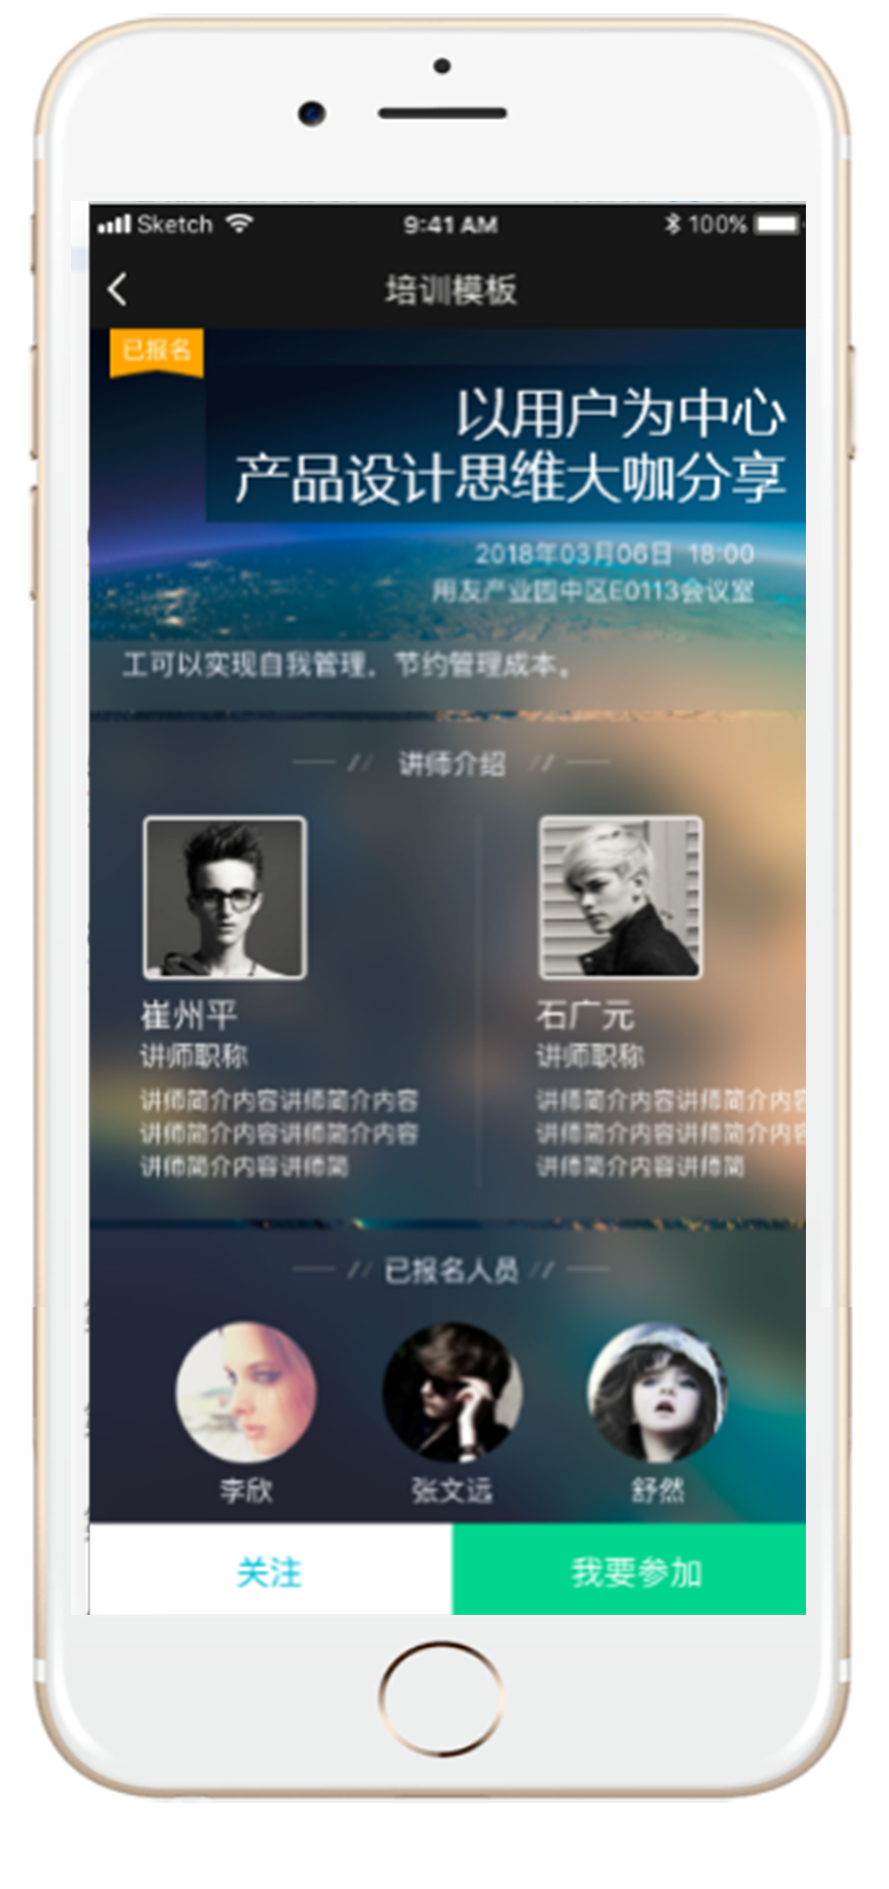 Sketch 9:41 AM 100%
培训模板
已报名
以用户为中心
产品设计思维大咖分享
2018年03月06日 18:00
用友产业园中区E0113会议室
工可以实现自我管理。节约管理成本。
讲师介绍
崔州平
讲师职称
讲师简介内容讲师简介内容
讲师简介内容讲师简介内容
讲师简介内容讲师简
石广元
讲师职称
讲师简介内容讲师简介内容
讲师简介内容讲师简介内容
讲师简介内容讲师简
已报名人员
李欣
张文远
舒然
关注
我要参加